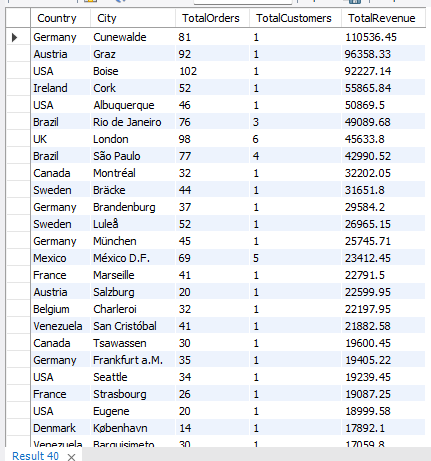 Country City TotalOrders TotalCustomers TotalRevenue
Germany Cunewalde 81 1 110536.45
Austria Graz 92 1 96358.33
USA Boise 102 1 92227.14
Ireland Cork 52 1 55865.84
USA Albuquerque 46 1 50869.5
Brazil Rio de Janeiro 76 3 49089.68
UK London 98 6 45633.8
Brazil São Paulo 77 4 42990.52
Canada Montréal 32 1 32202.05
Sweden Bräcke 44 1 31651.8
Germany Brandenburg 37 1 29584.2
Sweden Luleå 52 1 26965.15
Germany München 45 1 25745.71
Mexico México D.F. 69 5 23412.45
France Marseille 41 1 22791.5
Austria Salzburg 20 1 22599.95
Belgium Charleroi 32 1 22197.95
Venezuela San Cristóbal 41 1 21882.58
Canada Tsawassen 30 1 19600.45
Germany Frankfurt a.M. 35 1 19405.22
USA Seattle 34 1 19239.45
France Strasbourg 26 1 19087.25
USA Eugene 20 1 18999.58
Denmark København 14 1 17892.1
Venezuela Barquisimeto 30 1 17059.8
Result 40